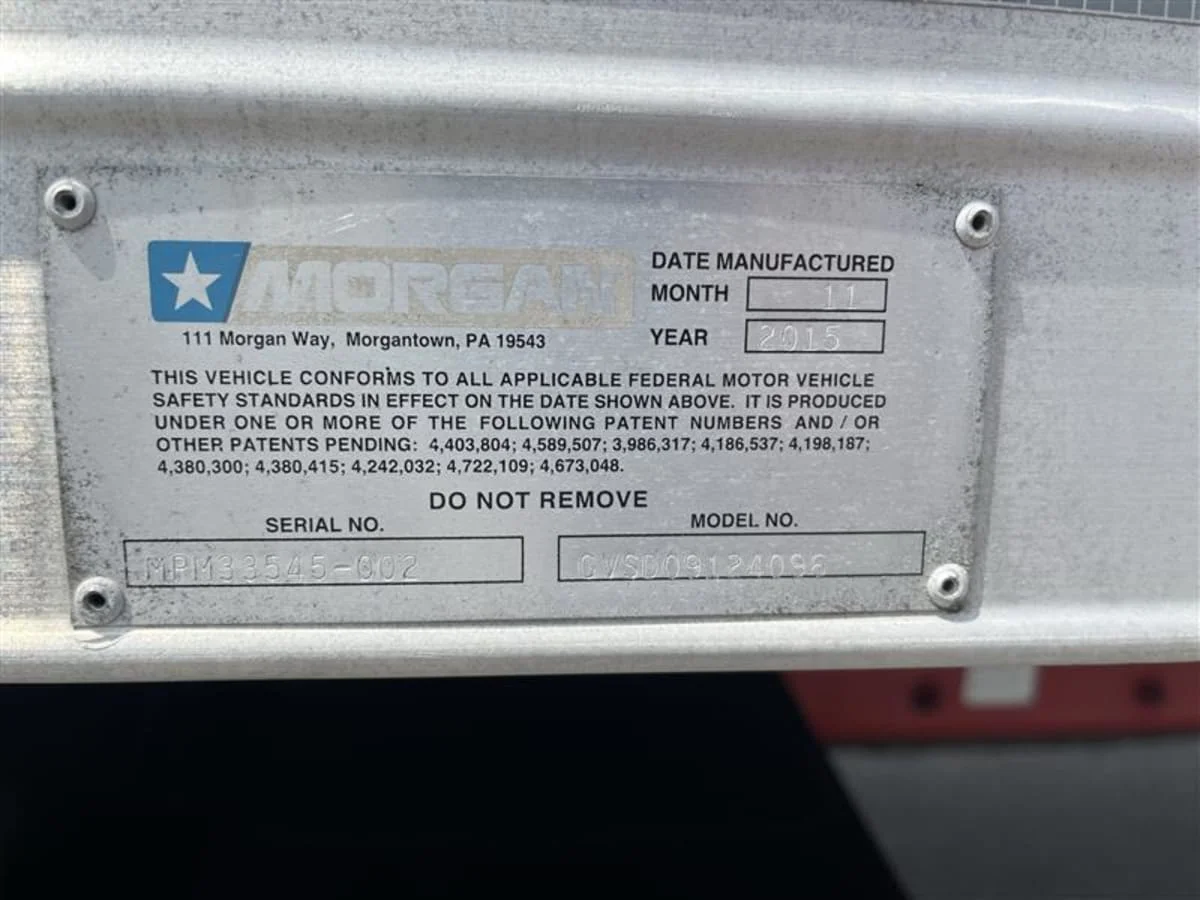 MORGAN
111 Morgan Way, Morgantown, PA 19543
DATE MANUFACTURED
MONTH 11
YEAR 2015
THIS VEHICLE CONFORMS TO ALL APPLICABLE FEDERAL MOTOR VEHICLE
SAFETY STANDARDS IN EFFECT ON THE DATE SHOWN ABOVE. IT IS PRODUCED
UNDER ONE OR MORE OF THE FOLLOWING PATENT NUMBERS AND / OR
OTHER PATENTS PENDING: 4,403,804; 4,589,507; 3,986,317; 4,186,537; 4,198,187;
4,380,300; 4,380,415; 4,242,032; 4,722,109; 4,673,048.
DO NOT REMOVE
SERIAL NO.
MPM33545-002
MODEL NO.